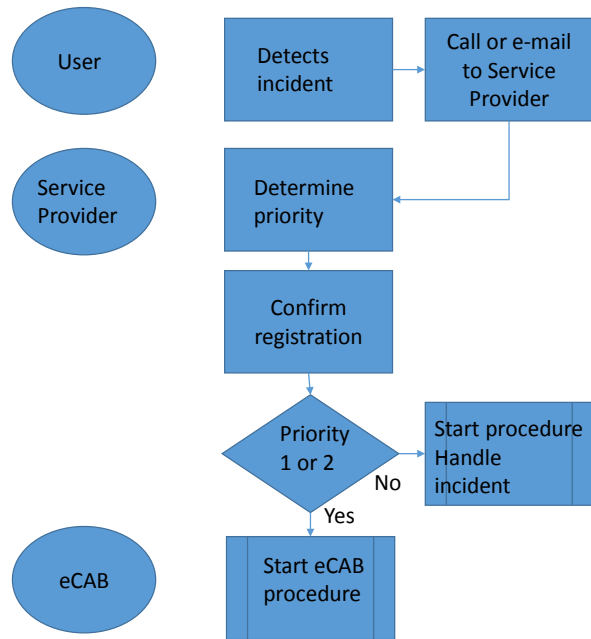 User
Detects
incident
Call or e-mail
to Service
Provider
Service
Provider
Determine
priority
Confirm
registration
Priority
1 or 2
No
Yes
Start procedure
Handle
incident
eCAB
Start eCAB
procedure